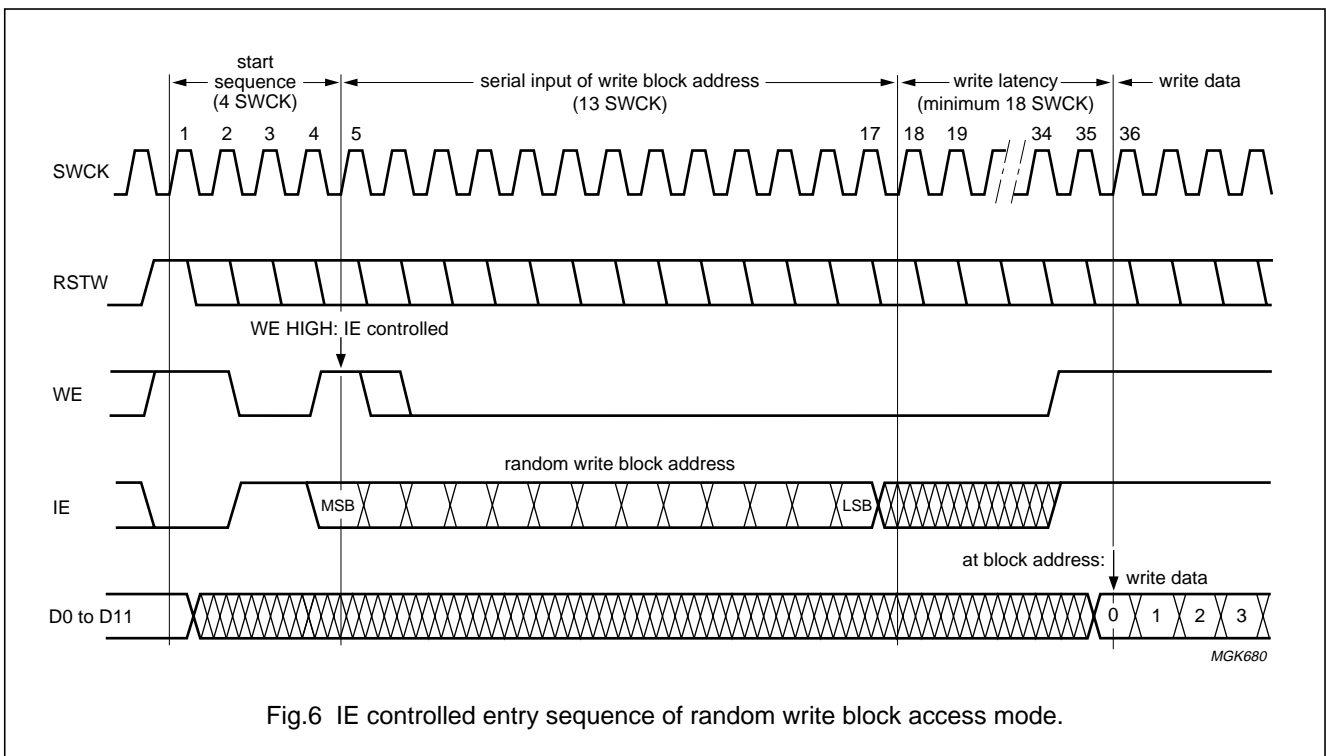 start
sequence
(4 SWCK)
serial input of write block address
(13 SWCK)
write latency
(minimum 18 SWCK)
write data
1 2 3 4 5 17 18 19 34 35 36
SWCK
RSTW
WE HIGH: IE controlled
WE
random write block address
IE
MSB
LSB
at block address:
write data
D0 to D11
0 1 2 3
MGK680
Fig.6 IE controlled entry sequence of random write block access mode.